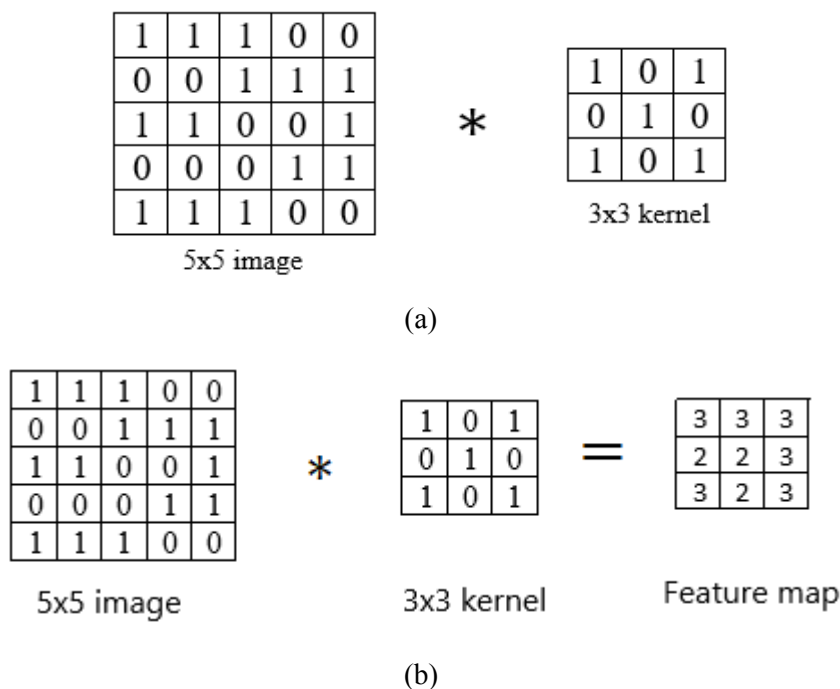 1 1 1 0 0
0 0 1 1 1
1 1 0 0 1
0 0 0 1 1
1 1 1 0 0
5x5 image
*
1 0 1
0 1 0
1 0 1
3x3 kernel
(a)
1 1 1 0 0
0 0 1 1 1
1 1 0 0 1
0 0 0 1 1
1 1 1 0 0
5x5 image
*
1 0 1
0 1 0
1 0 1
3x3 kernel
=
3 3 3
2 2 3
3 2 3
Feature map
(b)